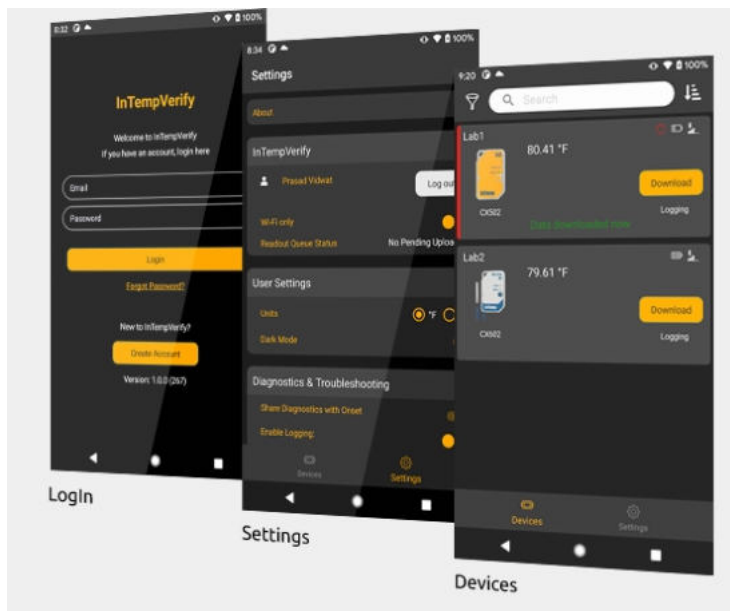 8:32
100%
InTempVerify
Welcome to InTempVerify
If you have an account, login here
Email
Password
Login
Forgot Password?
New to InTempVerify?
Create Account
Version: 1.0.0 (267)
LogIn
8:34
100%
Settings
About
InTempVerify
Prasad Vidwat
Log out
Wi-Fi only
Readout Queue Status
No Pending Uploa
User Settings
Units
°F
Dark Mode
Diagnostics & Troubleshooting
Share Diagnostics with Onset
Enable Logging:
Devices
Settings
Settings
9:20
100%
Search
Lab1
80.41 °F
Download
CX502
Logging
Data downloaded now
Lab2
79.61 °F
Download
Logging
Devices
Settings
Devices